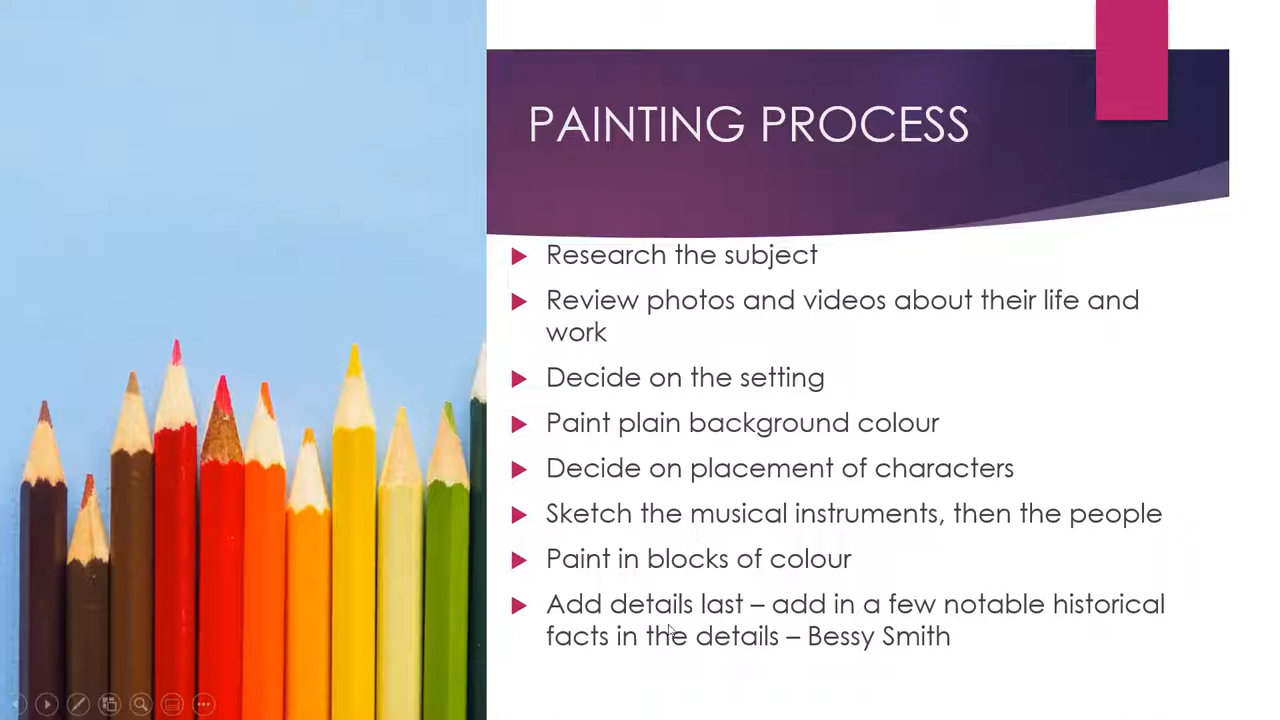 PAINTING PROCESS
Research the subject
Review photos and videos about their life and
work
Decide on the setting
Paint plain background colour
Decide on placement of characters
Sketch the musical instruments, then the people
Paint in blocks of colour
Add details last – add in a few notable historical
facts in the details – Bessy Smith